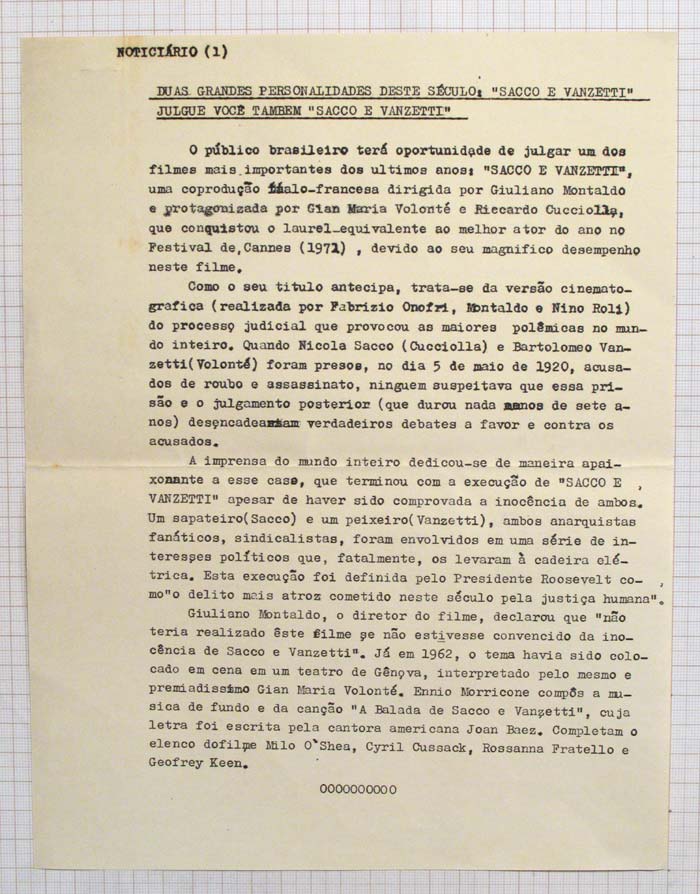 NOTICIÁRIO (1)
DUAS GRANDES PERSONALIDADES DESTE SÉCULO: "SACCO E VANZETTI"
JULGUE VOCÊ TAMBEM "SACCO E VANZETTI"
O público brasileiro terá oportunidade de julgar um dos
filmes mais importantes dos ultimos anos: "SACCO E VANZETTI",
uma coprodução ítalo-francesa dirigida por Giuliano Montaldo
e protagonizada por Gian Maria Volonté e Riccardo Cucciolla,
que conquistou o laurel equivalente ao melhor ator do ano no
Festival de Cannes (1971) , devido ao seu magnifico desempenho
neste filme.
Como o seu titulo antecipa, trata-se da versão cinemato-
grafica (realizada por Fabrizio Onofri, Montaldo e Nino Roli)
do processo judicial que provocou as maiores polêmicas no mun-
do inteiro. Quando Nicola Sacco (Cucciolla) e Bartolomeo Van-
zetti(Volonté) foram presos, no dia 5 de maio de 1920, acusa-
dos de roubo e assassinato, ninguem suspeitava que essa pri-
são e o julgamento posterior (que durou nada menos de sete a-
nos) desencadeariam verdadeiros debates a favor e contra os
acusados.
A imprensa do mundo inteiro dedicou-se de maneira apai-
xonante a esse caso, que terminou com a execução de "SACCO E
VANZETTI" apesar de haver sido comprovada a inocência de ambos.
Um sapateiro(Sacco) e um peixeiro(Vanzetti), ambos anarquistas
fanáticos, sindicalistas, foram envolvidos em uma série de in-
teresses políticos que, fatalmente, os levaram à cadeira elé-
trica. Esta execução foi definida pelo Presidente Roosevelt co-
mo"o delito mais atroz cometido neste século pela justiça humana".
Giuliano Montaldo, o diretor do filme, declarou que "não
teria realizado êste filme se não estivesse convencido da ino-
cência de Sacco e Vanzetti". Já em 1962, o tema havia sido colo-
cado em cena em um teatro de Gênova, interpretado pelo mesmo e
premiadissimo Gian Maria Volonté. Ennio Morricone compôs a mu-
sica de fundo e da canção "A Balada de Sacco e Vanzetti", cuja
letra foi escrita pela cantora americana Joan Baez. Completam o
elenco dofilme Milo O'Shea, Cyril Cussack, Rossanna Fratello e
Geofrey Keen.
OOOOOOOOOO